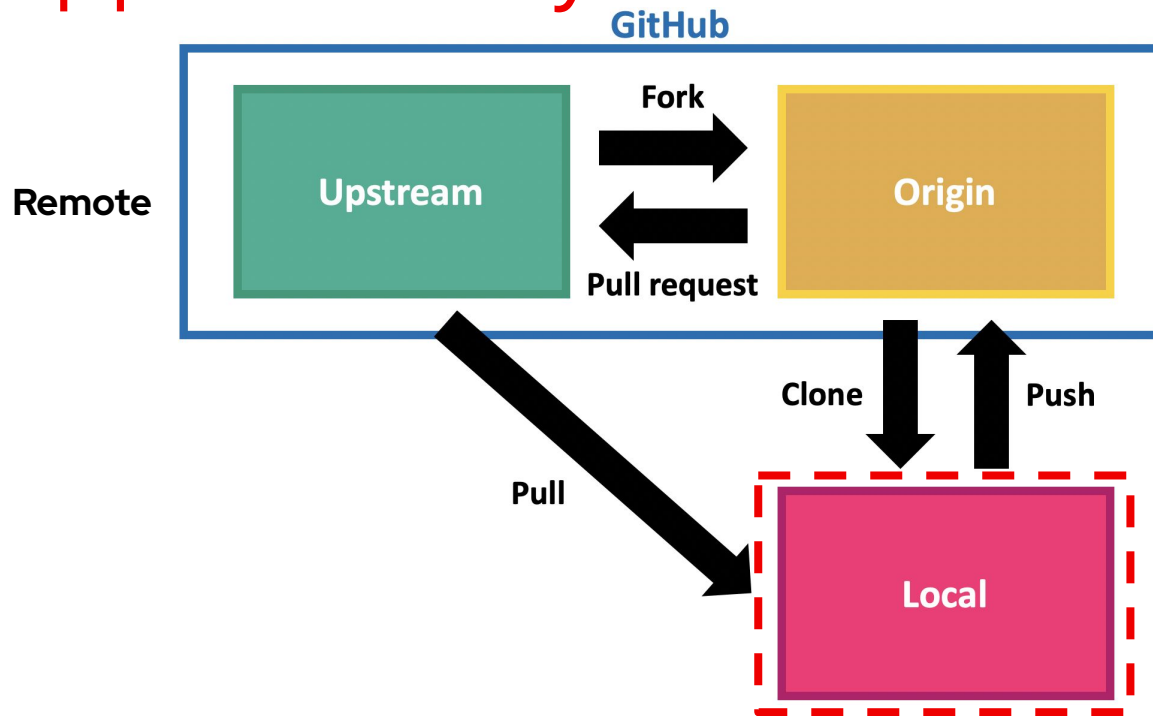 GitHub
Fork
Upstream
Origin
Remote
Pull request
Clone
Push
Pull
Local